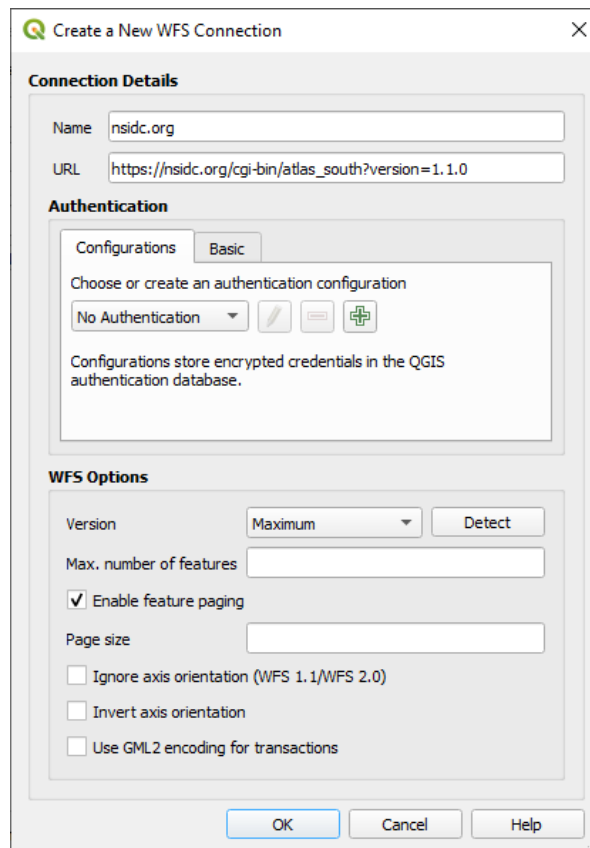 Create a New WFS Connection
Connection Details
Name nsidc.org
URL https://nsidc.org/cgi-bin/atlas_south?version=1.1.0
Authentication
Configurations Basic
Choose or create an authentication configuration
No Authentication
Configurations store encrypted credentials in the QGIS
authentication database.
WFS Options
Version Maximum Detect
Max. number of features
Enable feature paging
Page size
Ignore axis orientation (WFS 1.1/WFS 2.0)
Invert axis orientation
Use GML2 encoding for transactions
OK Cancel Help